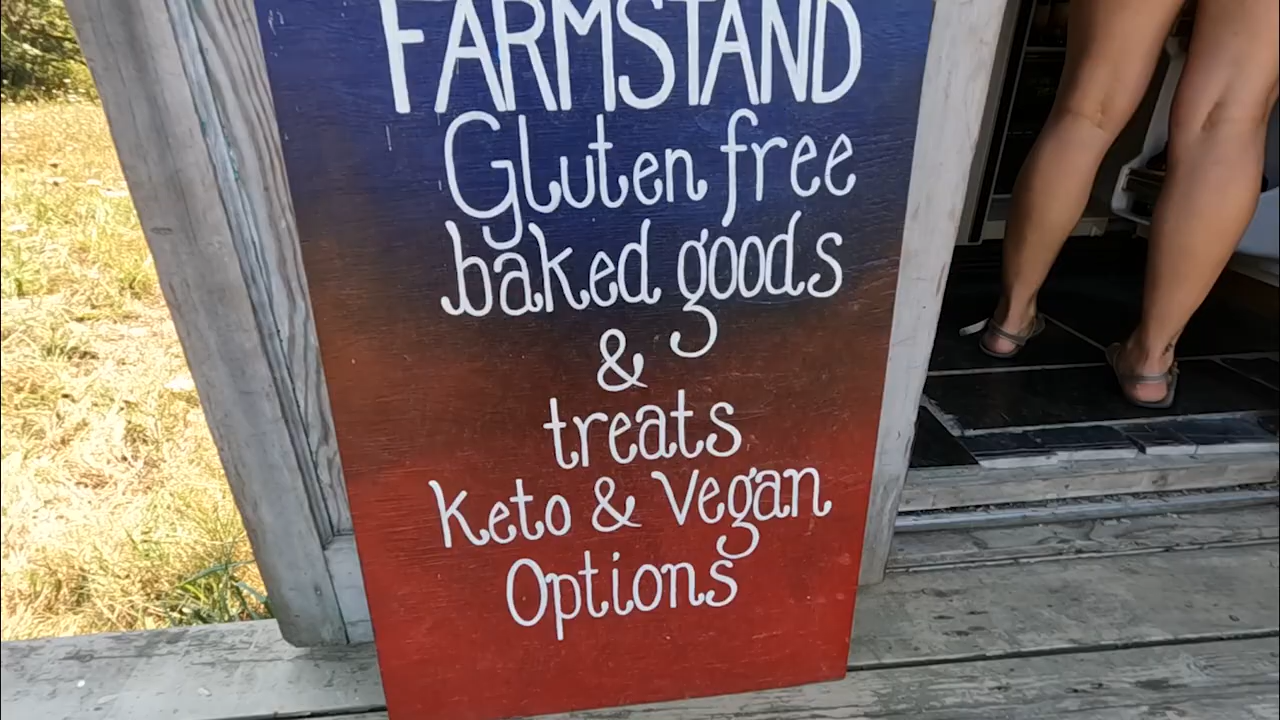 FARMSTAND
Gluten free
baked goods
&
treats
Keto & Vegan
Options